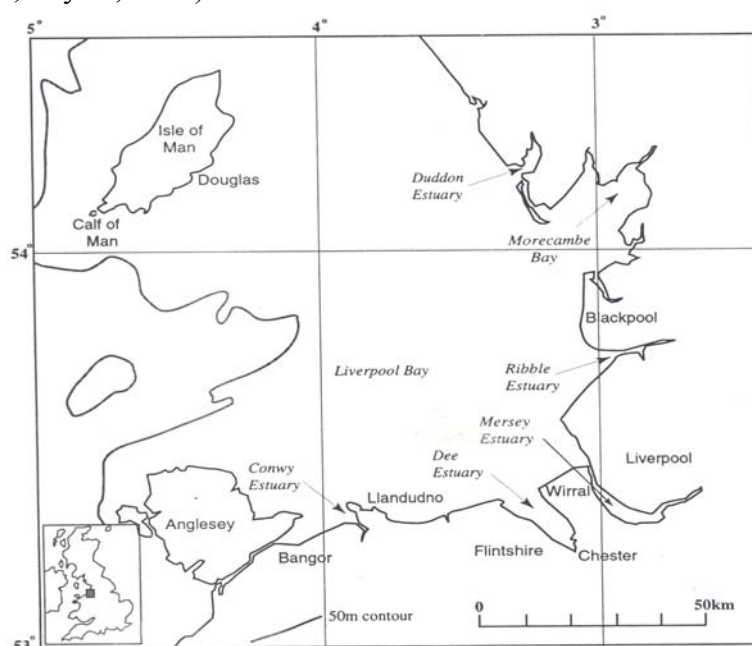 5°
4°
3°
Isle of
Man
Douglas
Calf of
Man
Duddon
Estuary
Morecambe
Bay
54°
Blackpool
Liverpool Bay
Ribble
Estuary
Mersey
Estuary
Liverpool
Dee
Estuary
Conwy
Estuary
Llandudno
Wirral
Anglesey
Bangor
Flintshire
Chester
0
50km
50m contour
53°